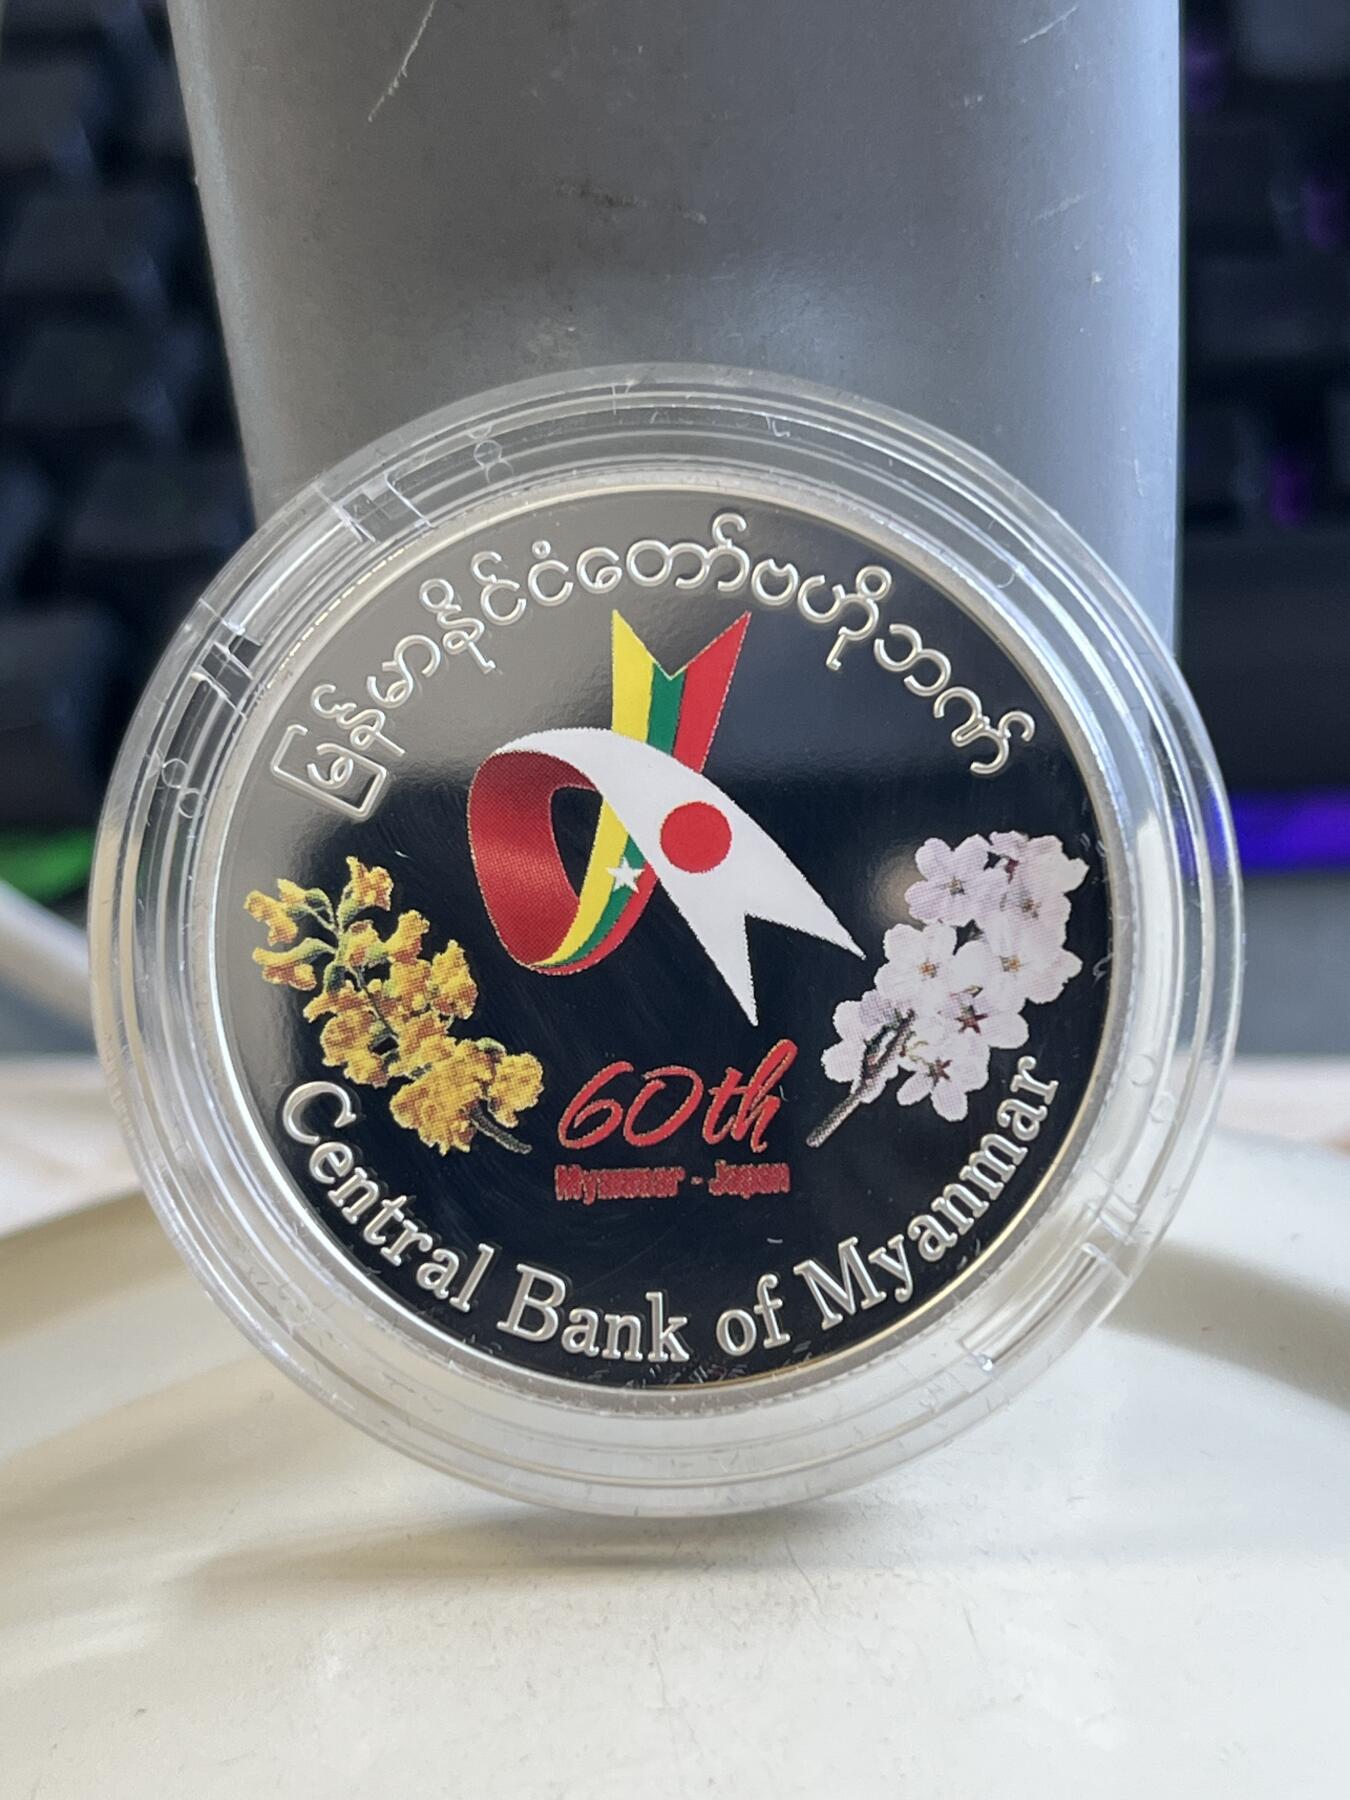 မြန်မာနိုင်ငံတော်ဗဟိုဘဏ်
60th
Myanmar - Japan
Central Bank of Myanmar